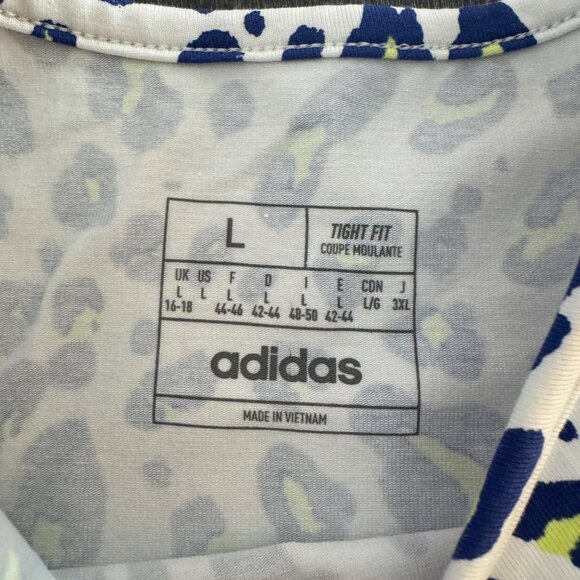 L
TIGHT FIT
COUPE MOULANTE
UK US F D I E CDN J
L L L L L L L/G 3XL
16-18 44-46 42-44 48-50 42-44
adidas
MADE IN VIETNAM